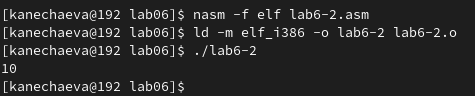 [kanechaeva@192 lab06]$ nasm -f elf lab6-2.asm
[kanechaeva@192 lab06]$ ld -m elf_i386 -o lab6-2 lab6-2.o
[kanechaeva@192 lab06]$ ./lab6-2
10
[kanechaeva@192 lab06]$